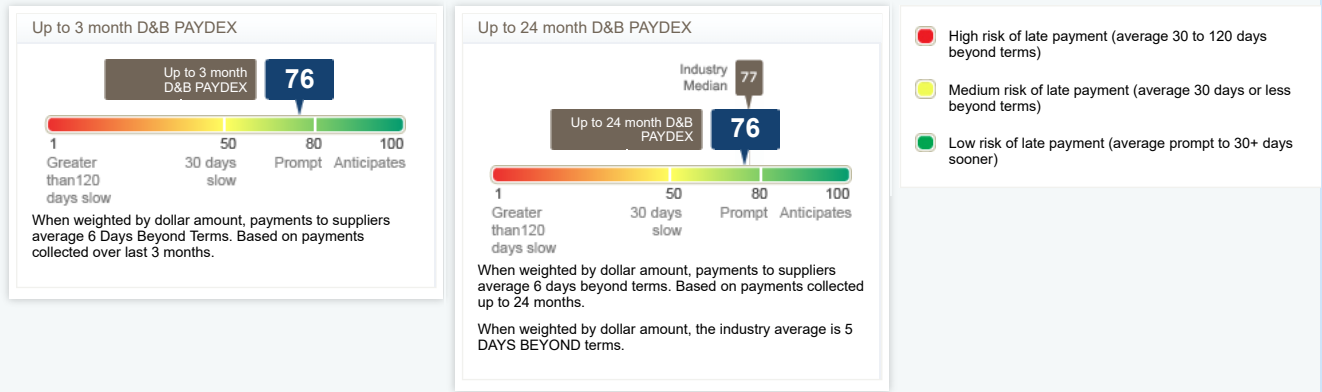 Up to 3 month D&B PAYDEX
Up to 3 month
D&B PAYDEX
76
1
50
80
100
Greater
than120
days slow
30 days
slow
Prompt
Anticipates
When weighted by dollar amount, payments to suppliers
average 6 Days Beyond Terms. Based on payments
collected over last 3 months.
Up to 24 month D&B PAYDEX
Industry
Median
77
Up to 24 month D&B
PAYDEX
76
1
50
80
100
Greater
than120
days slow
30 days
slow
Prompt
Anticipates
When weighted by dollar amount, payments to suppliers
average 6 days beyond terms. Based on payments collected
up to 24 months.
When weighted by dollar amount, the industry average is 5
DAYS BEYOND terms.
High risk of late payment (average 30 to 120 days
beyond terms)
Medium risk of late payment (average 30 days or less
beyond terms)
Low risk of late payment (average prompt to 30+ days
sooner)